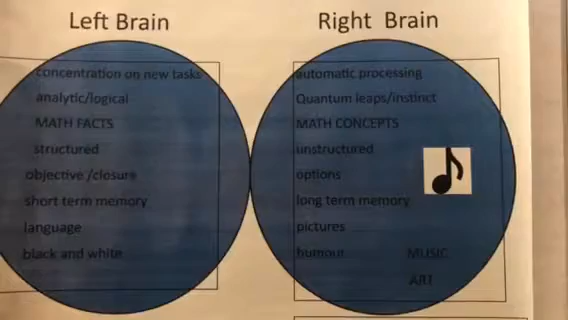 Left Brain
concentration on new tasks
analytic/logical
MATH FACTS
structured
objective /closure
short term memory
language
black and white
Right Brain
automatic processing
Quantum leaps/instinct
MATH CONCEPTS
unstructured
options
long term memory
pictures
humour MUSIC
ART